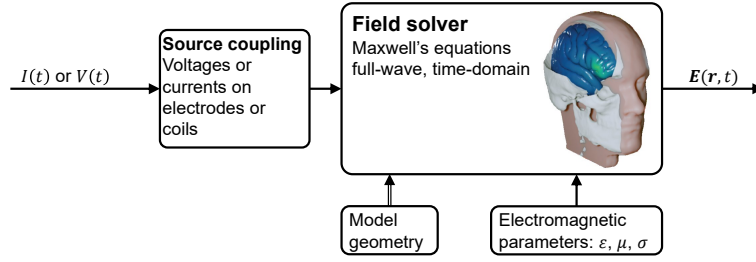 Field solver
Maxwell’s equations
full-wave, time-domain
Source coupling
Voltages or
currents on
electrodes or
coils
I(t) or V(t)
E(r, t)
Model
geometry
Electromagnetic
parameters: ε, μ, σ